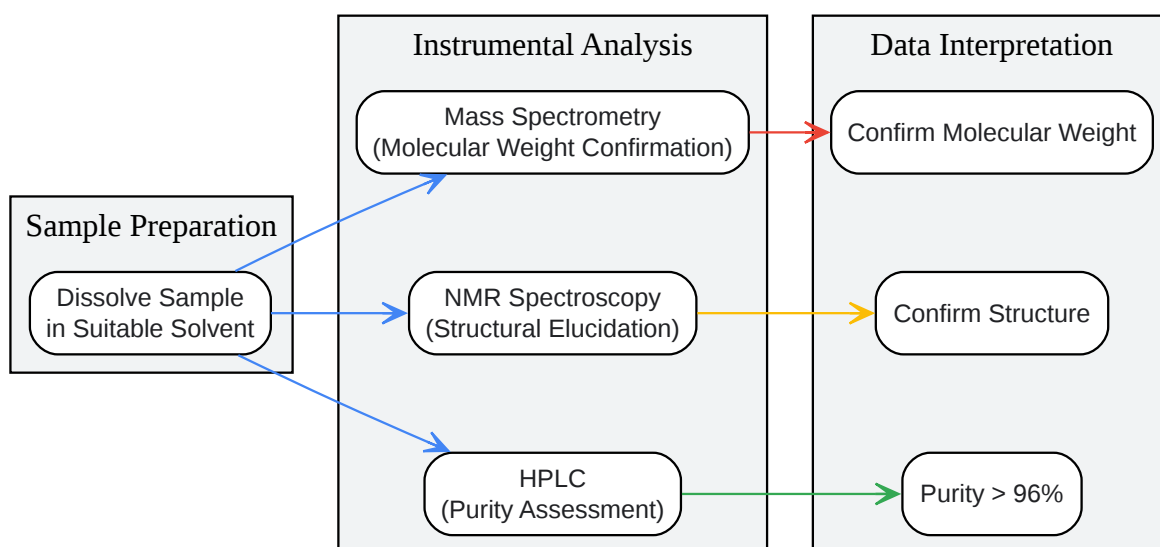 Sample Preparation
Dissolve Sample
in Suitable Solvent
Instrumental Analysis
Mass Spectrometry
(Molecular Weight Confirmation)
NMR Spectroscopy
(Structural Elucidation)
HPLC
(Purity Assessment)
Data Interpretation
Confirm Molecular Weight
Confirm Structure
Purity > 96%